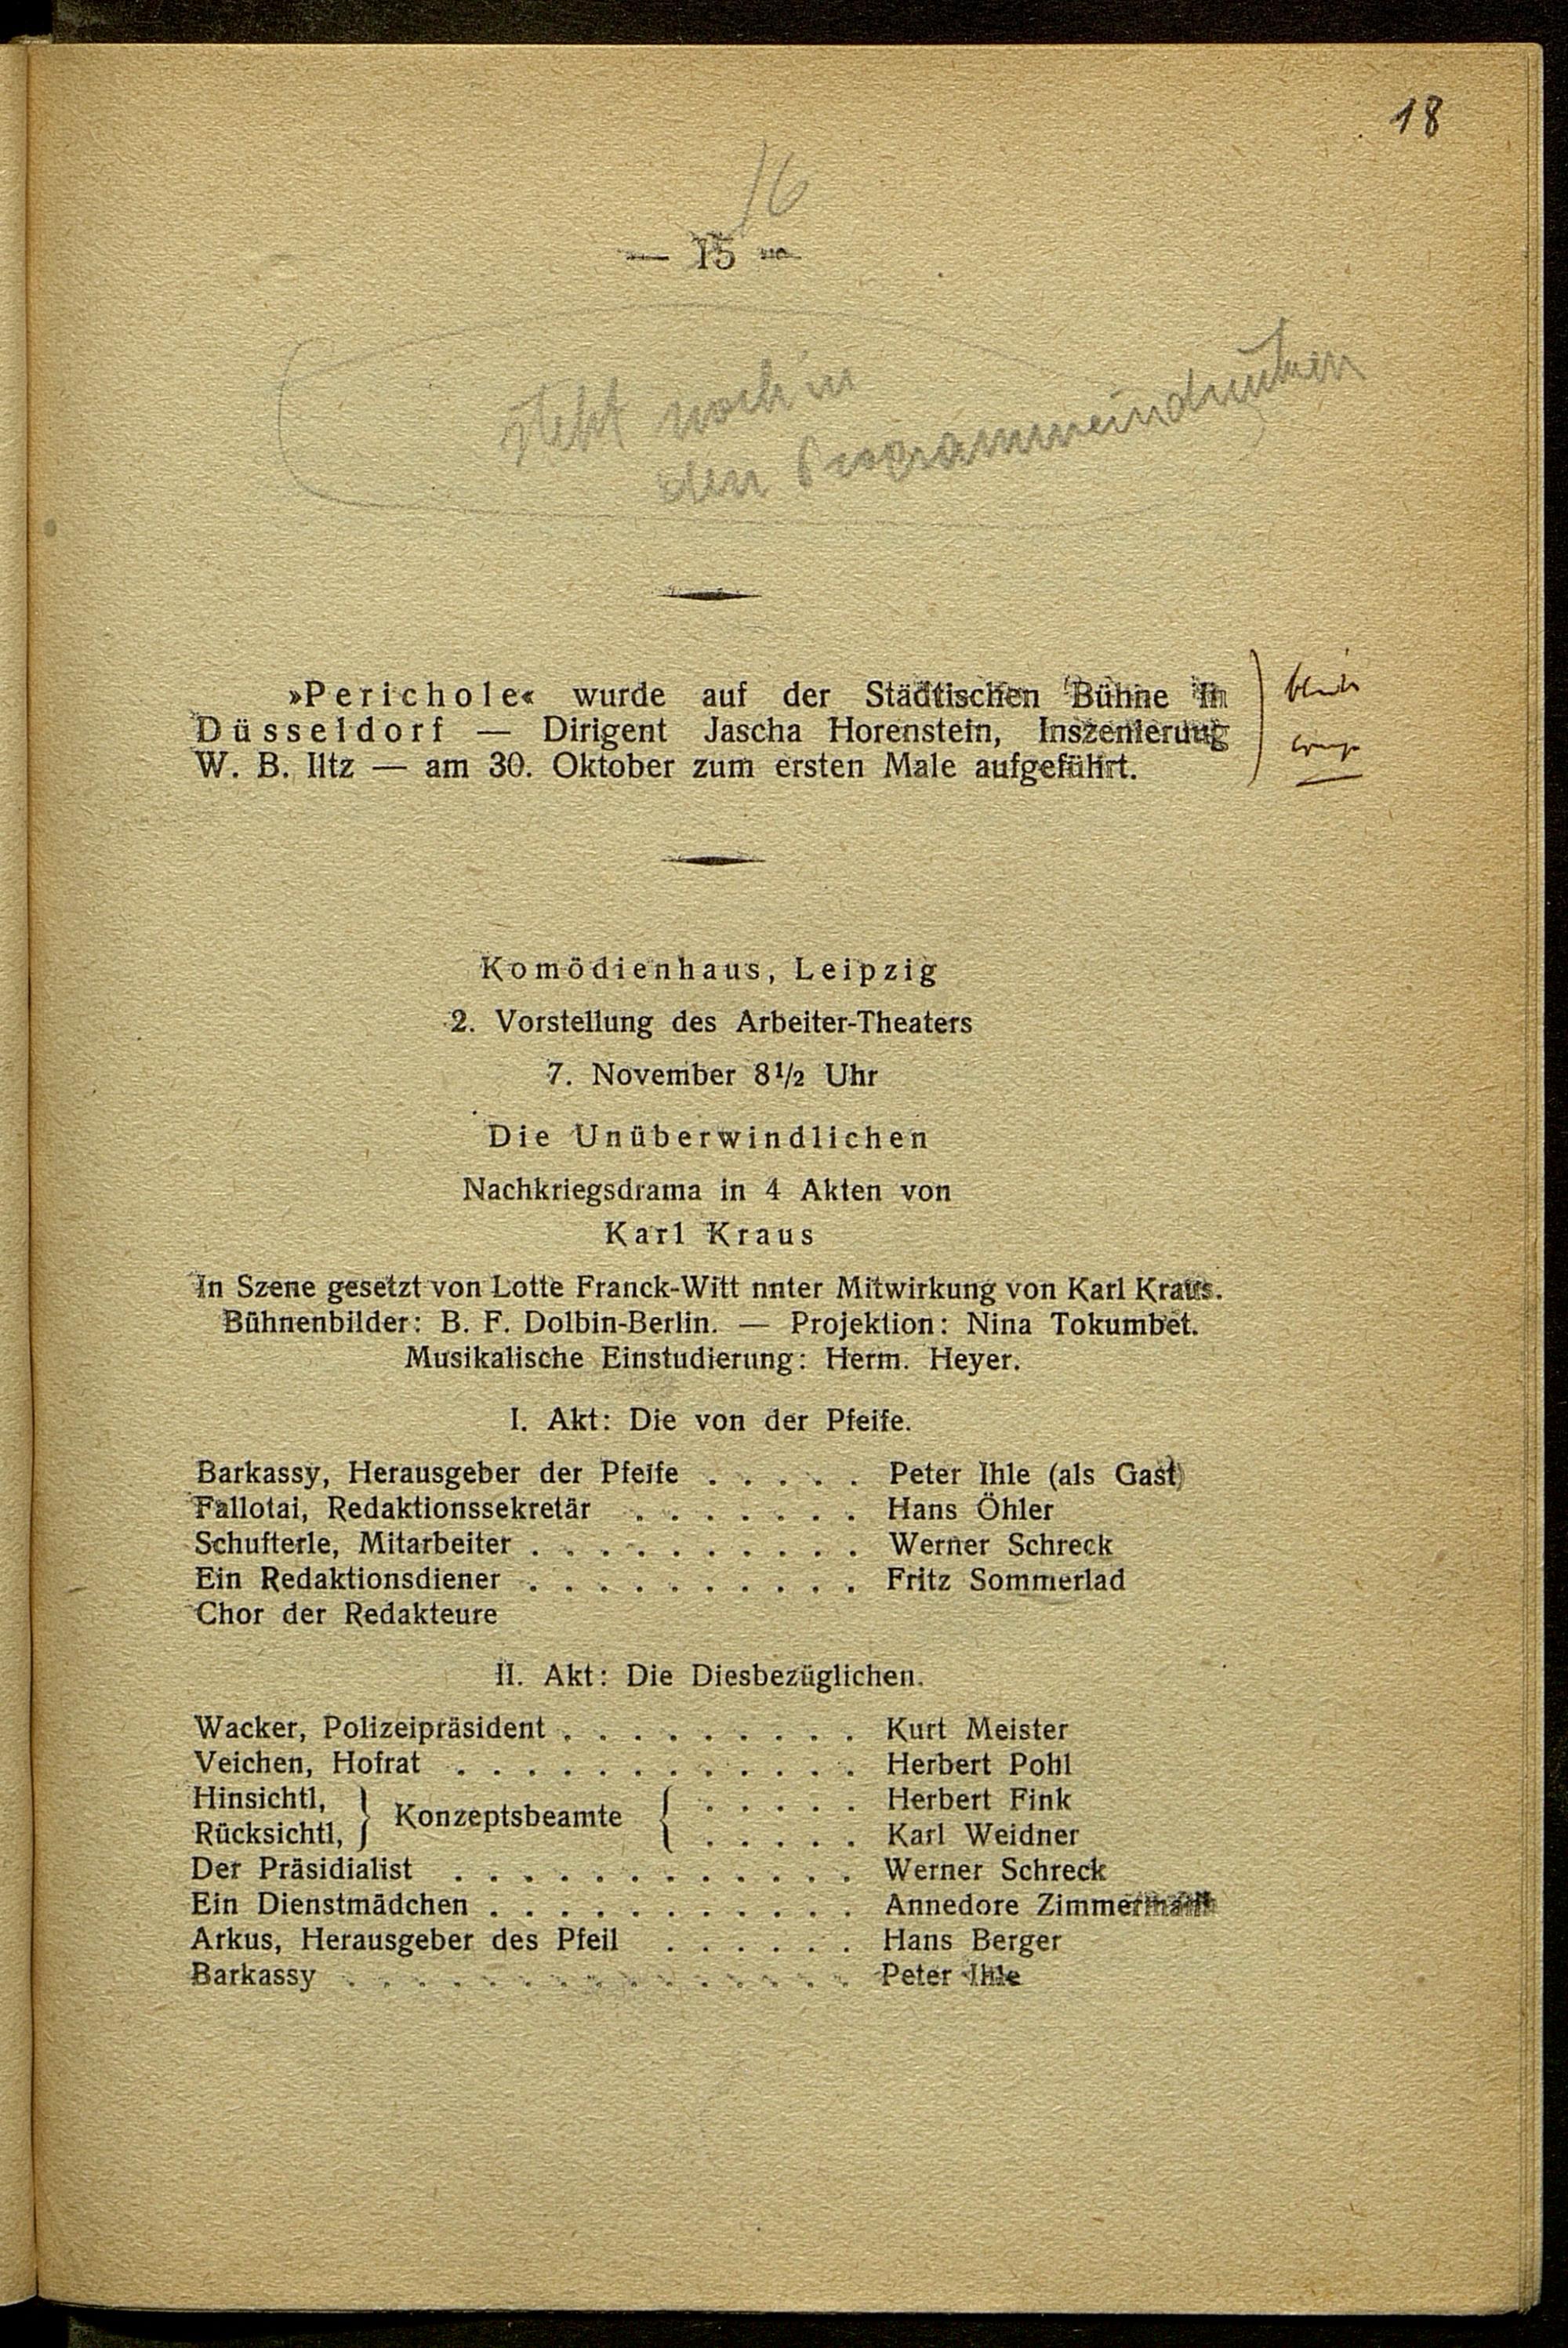 18
16
— 15 —
steht noch in
den Programmeindrucken
»Perichole« wurde auf der Städtischen Bühne in
Düsseldorf — Dirigent Jascha Horenstein, Inszenierung
W. B. Iltz — am 30. Oktober zum ersten Male aufgeführt.
Komödienhaus, Leipzig
2. Vorstellung des Arbeiter-Theaters
7. November 8½ Uhr
Die Unüberwindlichen
Nachkriegsdrama in 4 Akten von
Karl Kraus
In Szene gesetzt von Lotte Franck-Witt nnter Mitwirkung von Karl Kraus.
Bühnenbilder: B. F. Dolbin-Berlin. — Projektion: Nina Tokumbet.
Musikalische Einstudierung: Herm. Heyer.
I. Akt: Die von der Pfeife.
Barkassy, Herausgeber der Pfeife . . . . . Peter Ihle (als Gast)
Fallotai, Redaktionssekretär . . . . . . . Hans Öhler
Schufterle, Mitarbeiter . . . . . . . . . . Werner Schreck
Ein Redaktionsdiener . . . . . . . . . . Fritz Sommerlad
Chor der Redakteure
II. Akt: Die Diesbezüglichen.
Wacker, Polizeipräsident . . . . . . . . . Kurt Meister
Veichen, Hofrat . . . . . . . . . . . . Herbert Pohl
Hinsichtl, } Konzeptsbeamte { . . . . . Herbert Fink
Rücksichtl, . . . . . Karl Weidner
Der Präsidialist . . . . . . . . . . . . Werner Schreck
Ein Dienstmädchen . . . . . . . . . . . Annedore Zimmermann
Arkus, Herausgeber des Pfeil . . . . . . Hans Berger
Barkassy . . . . . . . . . . . . . . . Peter Ihle